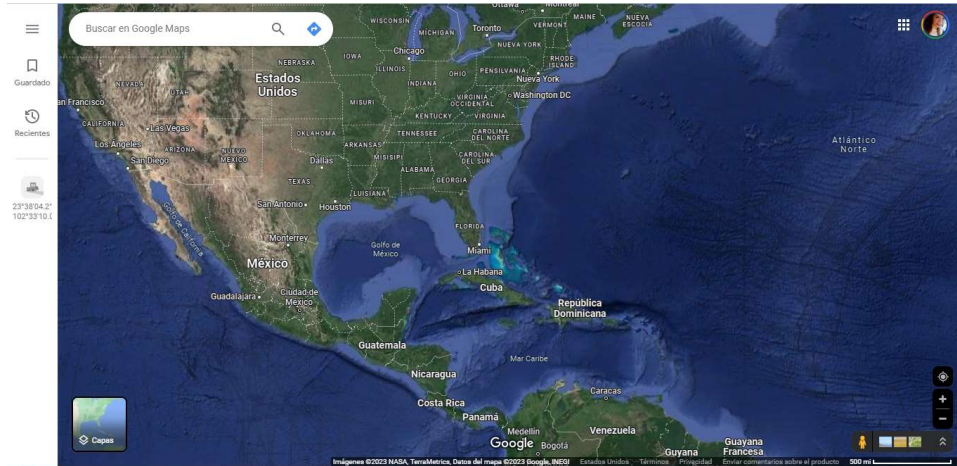 Buscar en Google Maps
Guardado
Recientes
23°38'04.2"
102°33'10.0
Ottawa
Montreal
WISCONSIN
MICHIGAN
Toronto
VERMONT
MAINE
NUEVA
ESCOCIA
NUEVA YORK
Chicago
IOWA
NEBRASKA
RHODE
ISLAND
ILLINOIS
INDIANA
OHIO
PENSILVANIA
Nueva York
Estados
Unidos
NEVADA
UTAH
an Francisco
MISURI
VIRGINIA
OCCIDENTAL
Washington DC
KENTUCKY
VIRGINIA
CALIFORNIA
Las Vegas
OKLAHOMA
TENNESSEE
CAROLINA
DEL NORTE
Atlántico
Norte
Los Ángeles
ARIZONA
NUEVO
MÉXICO
ARKANSAS
San Diego
Dallas
MISISIPI
CAROLINA
DEL SUR
ALABAMA
TEXAS
GEORGIA
LUISIANA
San Antonio
Houston
Golfo de
California
FLORIDA
Monterrey
Golfo de
México
Miami
México
La Habana
Cuba
Guadalajara
Ciudad de
México
República
Dominicana
Guatemala
Mar Caribe
Nicaragua
Costa Rica
Caracas
Panamá
Medellín
Venezuela
Google
Bogotá
Guyana
Guayana
Francesa
Capas
Imágenes ©2023 NASA, TerraMetrics, Datos del mapa ©2023 Google, INEGI Estados Unidos Términos Privacidad Enviar comentarios sobre el producto 500 mi